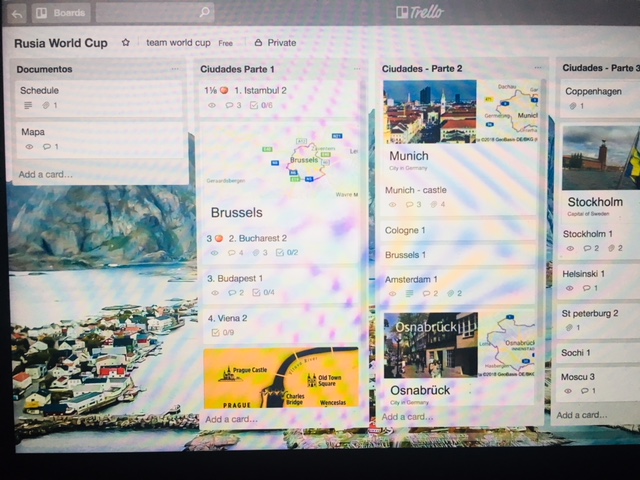 Boards
Trello
Rusia World Cup
team world cup
Free
Private
Documentos
Schedule
1
Mapa
1
Add a card...
Ciudades Parte 1
1. Istambul 2
3 0/6
Brussels
Brussels
3 2. Bucharest 2
4 3 0/2
3. Budapest 1
2 0/4
4. Viena 2
0/9
Prague Castle
Old Town
Square
Charles
Bridge
PRAGUE
Wenceslas
Add a card...
Ciudades - Parte 2
Dachau
Munich
City in Germany
Munich - castle
3 4
Cologne 1
Brussels 1
Amsterdam 1
2 2
Osnabrück
Osnabrück
Osnabrück
City in Germany
Add a card...
Ciudades - Parte 3
Coppenhagen
1
Stockholm
Capital of Sweden
Stockholm 1
2 2
Helsinski 1
1
St peterburg 2
1
Sochi 1
Moscu 3
1
Add a card...